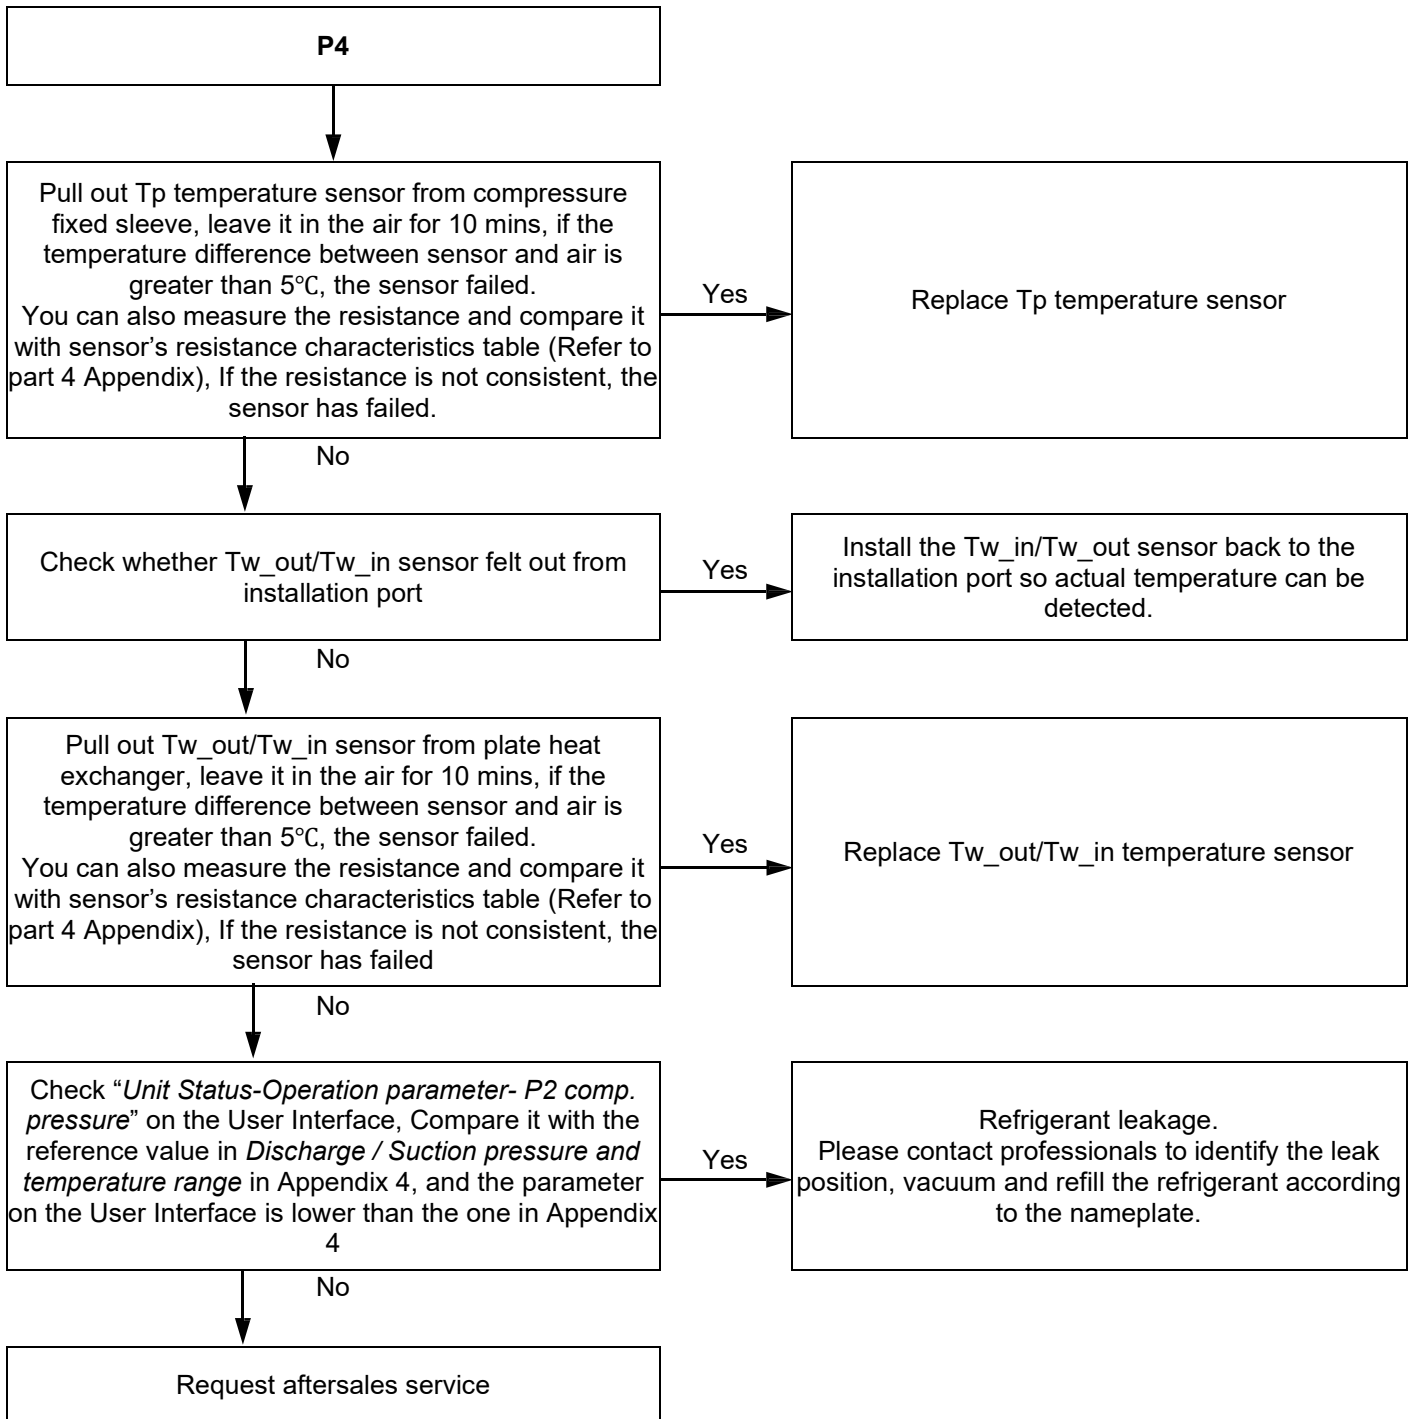 P4
Pull out Tp temperature sensor from compressure
fixed sleeve, leave it in the air for 10 mins, if the
temperature difference between sensor and air is
greater than 5℃, the sensor failed.
You can also measure the resistance and compare it
with sensor’s resistance characteristics table (Refer to
part 4 Appendix), If the resistance is not consistent, the
sensor has failed.
Yes
Replace Tp temperature sensor
No
Check whether Tw_out/Tw_in sensor felt out from
installation port
Yes
Install the Tw_in/Tw_out sensor back to the
installation port so actual temperature can be
detected.
No
Pull out Tw_out/Tw_in sensor from plate heat
exchanger, leave it in the air for 10 mins, if the
temperature difference between sensor and air is
greater than 5℃, the sensor failed.
You can also measure the resistance and compare it
with sensor’s resistance characteristics table (Refer to
part 4 Appendix), If the resistance is not consistent, the
sensor has failed
Yes
Replace Tw_out/Tw_in temperature sensor
No
Check “Unit Status-Operation parameter- P2 comp.
pressure” on the User Interface, Compare it with the
reference value in Discharge / Suction pressure and
temperature range in Appendix 4, and the parameter
on the User Interface is lower than the one in Appendix
4
Yes
Refrigerant leakage.
Please contact professionals to identify the leak
position, vacuum and refill the refrigerant according
to the nameplate.
No
Request aftersales service